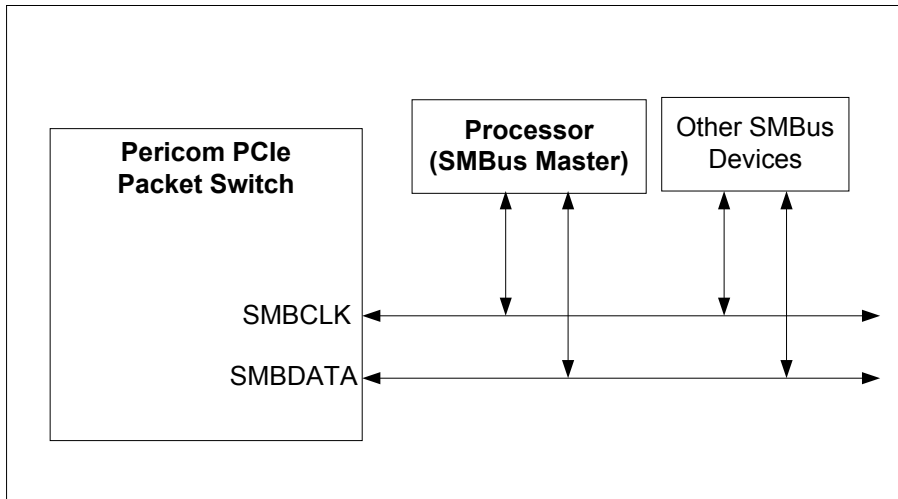 Pericom PCIe
Packet Switch
Processor
(SMBus Master)
Other SMBus
Devices
SMBCLK
SMBDATA